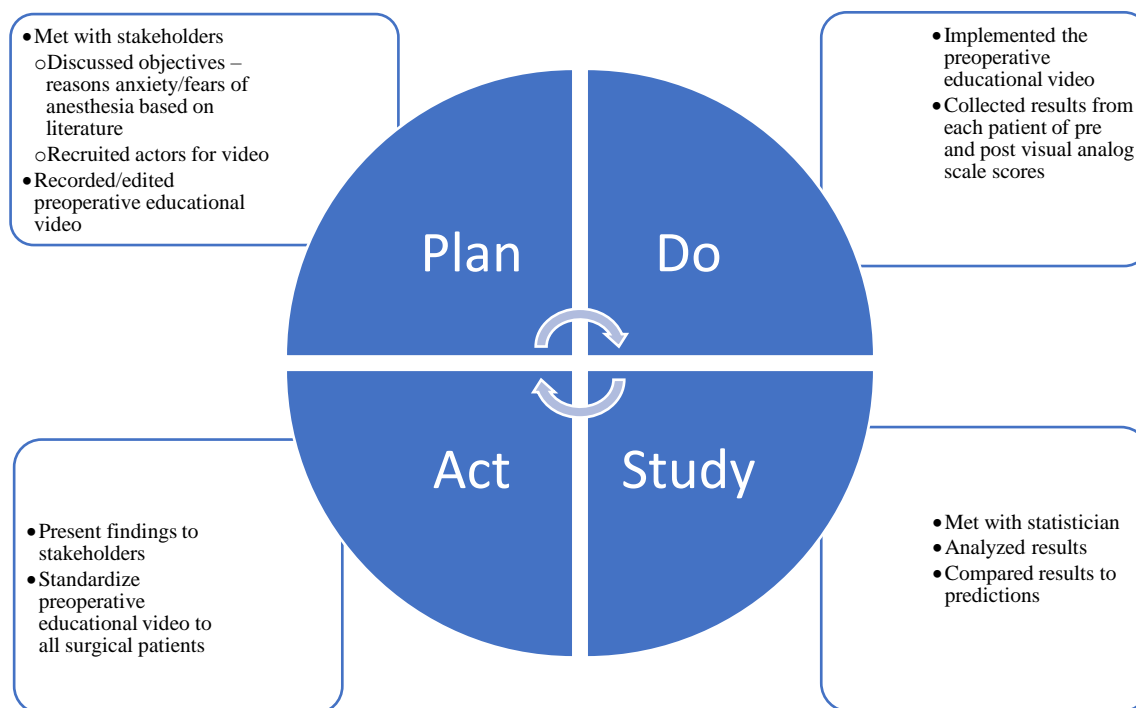 •Met with stakeholders
oDiscussed objectives –
reasons anxiety/fears of
anesthesia based on
literature
oRecruited actors for video
•Recorded/edited
preoperative educational
video
•Implemented the
preoperative
educational video
•Collected results from
each patient of pre
and post visual analog
scale scores
Plan
Do
Act
Study
•Present findings to
stakeholders
•Standardize
preoperative
educational video to
all surgical patients
•Met with statistician
•Analyzed results
•Compared results to
predictions